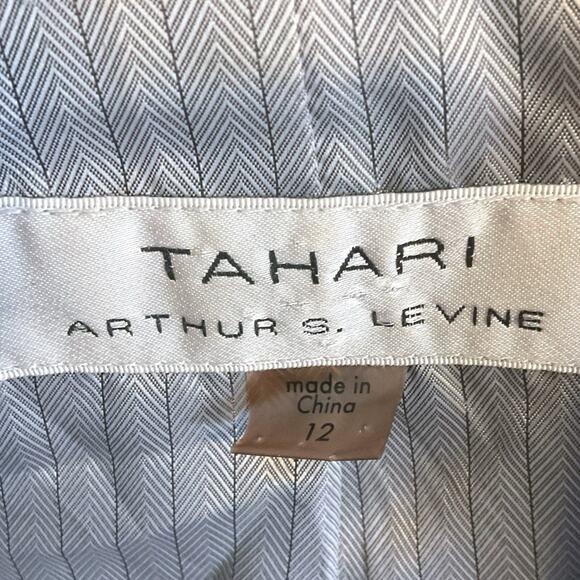 TAHARI
ARTHUR S. LEVINE
made in
China
12